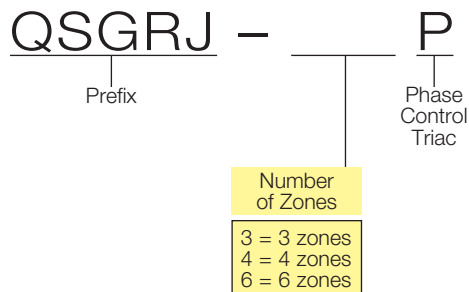 QSGRJ – P
Prefix
Phase
Control
Triac
Number
of Zones
3 = 3 zones
4 = 4 zones
6 = 6 zones